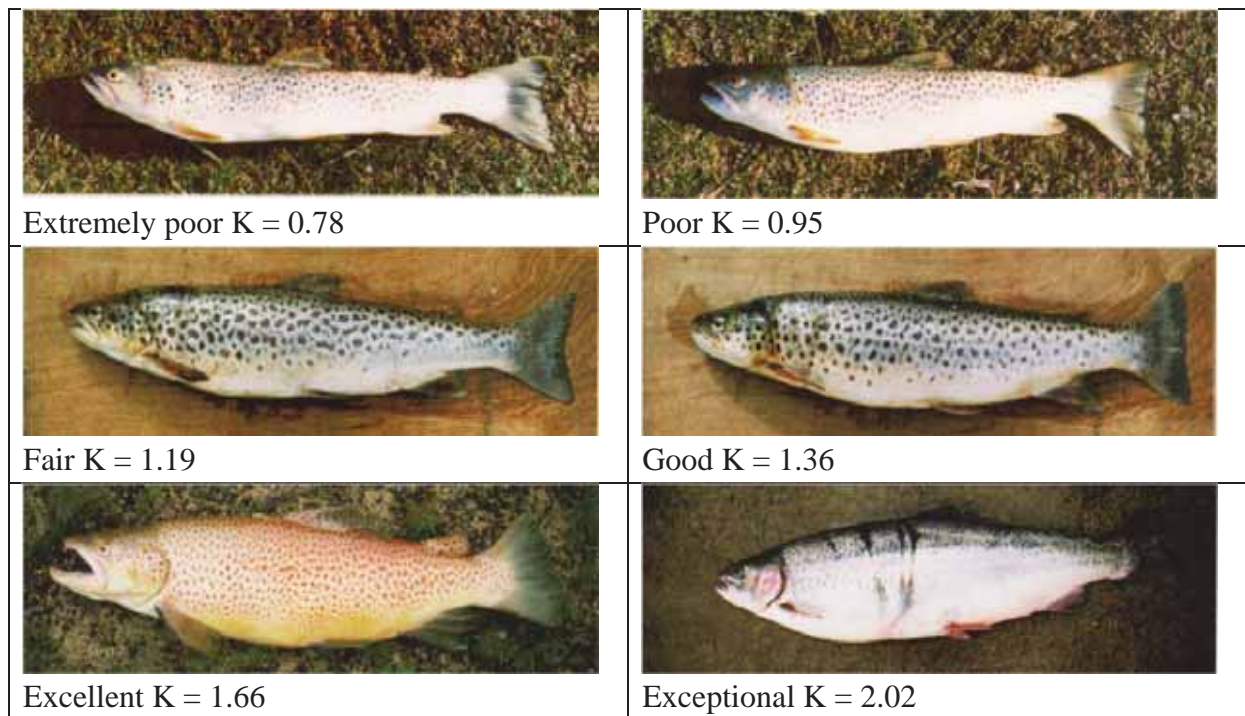 Extremely poor K = 0.78
Poor K = 0.95
Fair K = 1.19
Good K = 1.36
Excellent K = 1.66
Exceptional K = 2.02